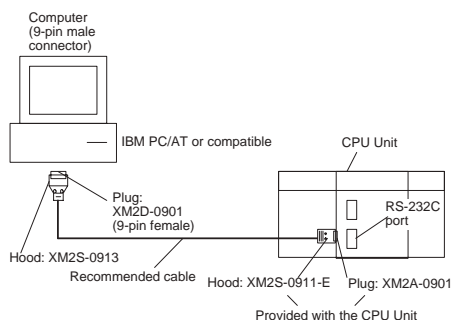 Computer
(9-pin male
connector)
IBM PC/AT or compatible
CPU Unit
Plug:
XM2D-0901
(9-pin female)
RS-232C
port
Hood: XM2S-0913
Recommended cable
Hood: XM2S-0911-E
Plug: XM2A-0901
Provided with the CPU Unit